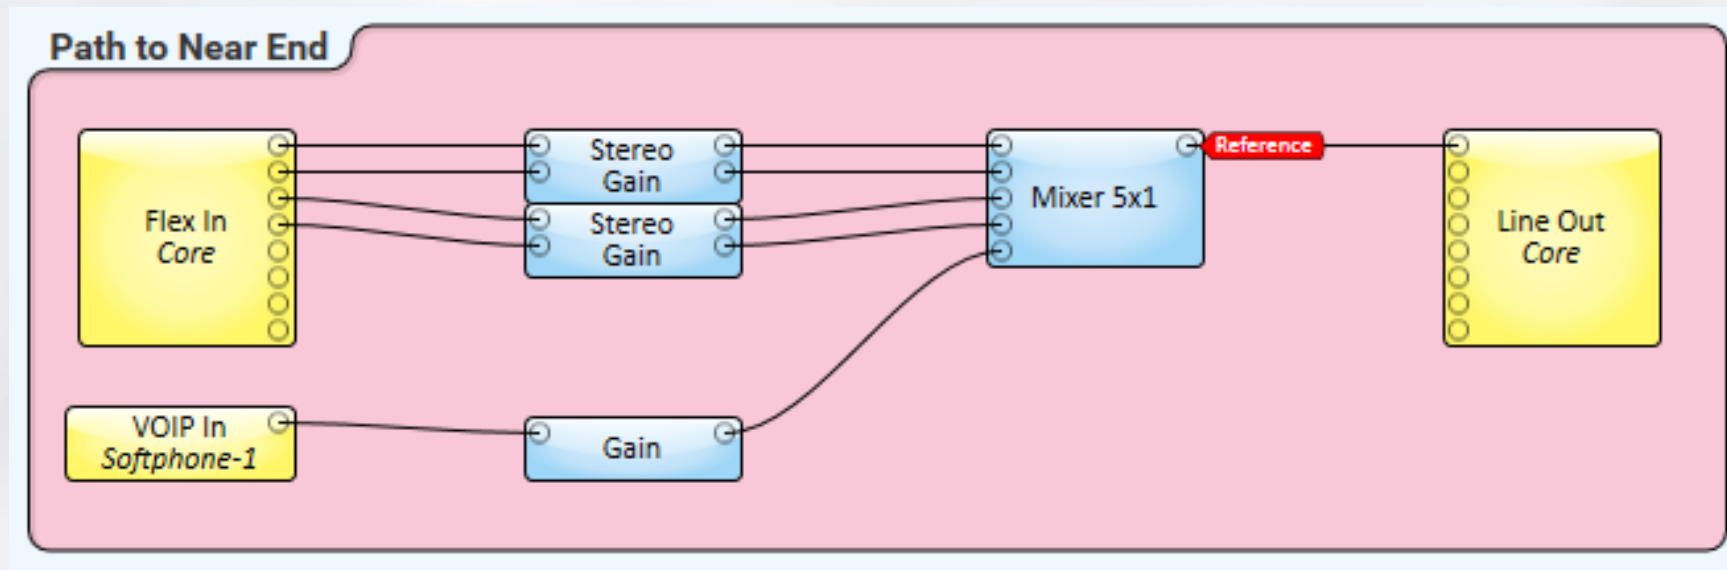 Path to Near End
Flex In
Core
Stereo
Gain
Stereo
Gain
Mixer 5x1
Reference
Line Out
Core
VOIP In
Softphone-1
Gain